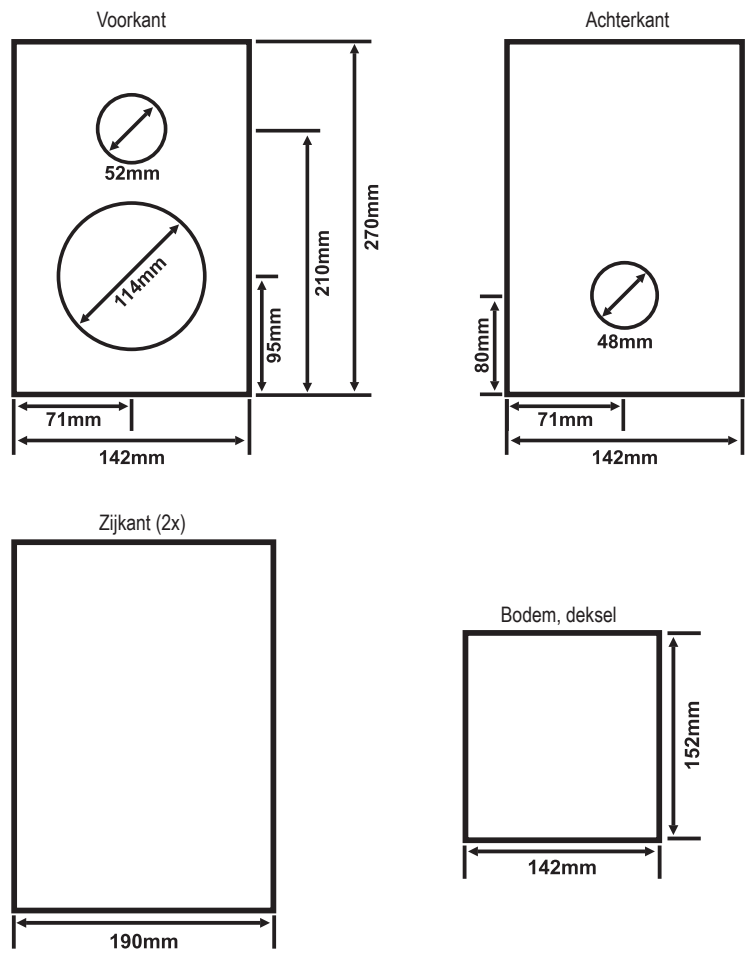 Voorkant
52mm
114mm
95mm
210mm
270mm
71mm
142mm
Achterkant
80mm
48mm
71mm
142mm
Zijkant (2x)
190mm
Bodem, deksel
152mm
142mm